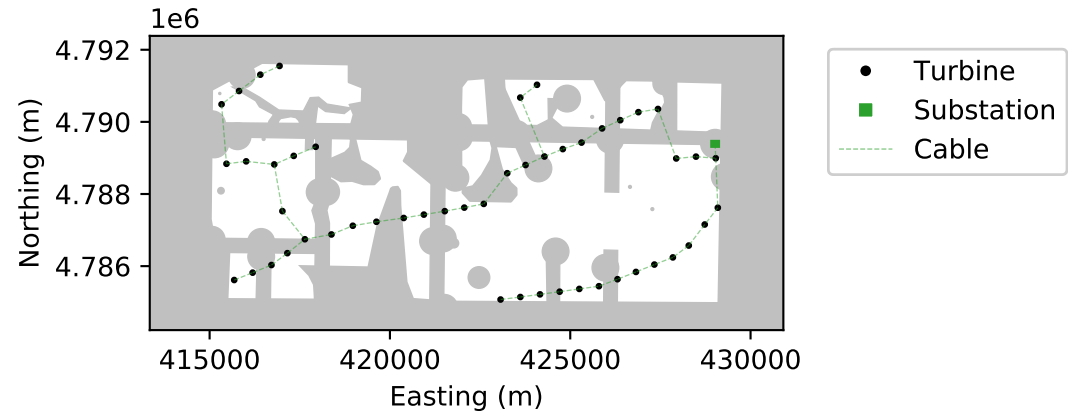 1e6
4.792
4.790
4.788
4.786
Northing (m)
415000 420000 425000 430000
Easting (m)
Turbine
Substation
Cable